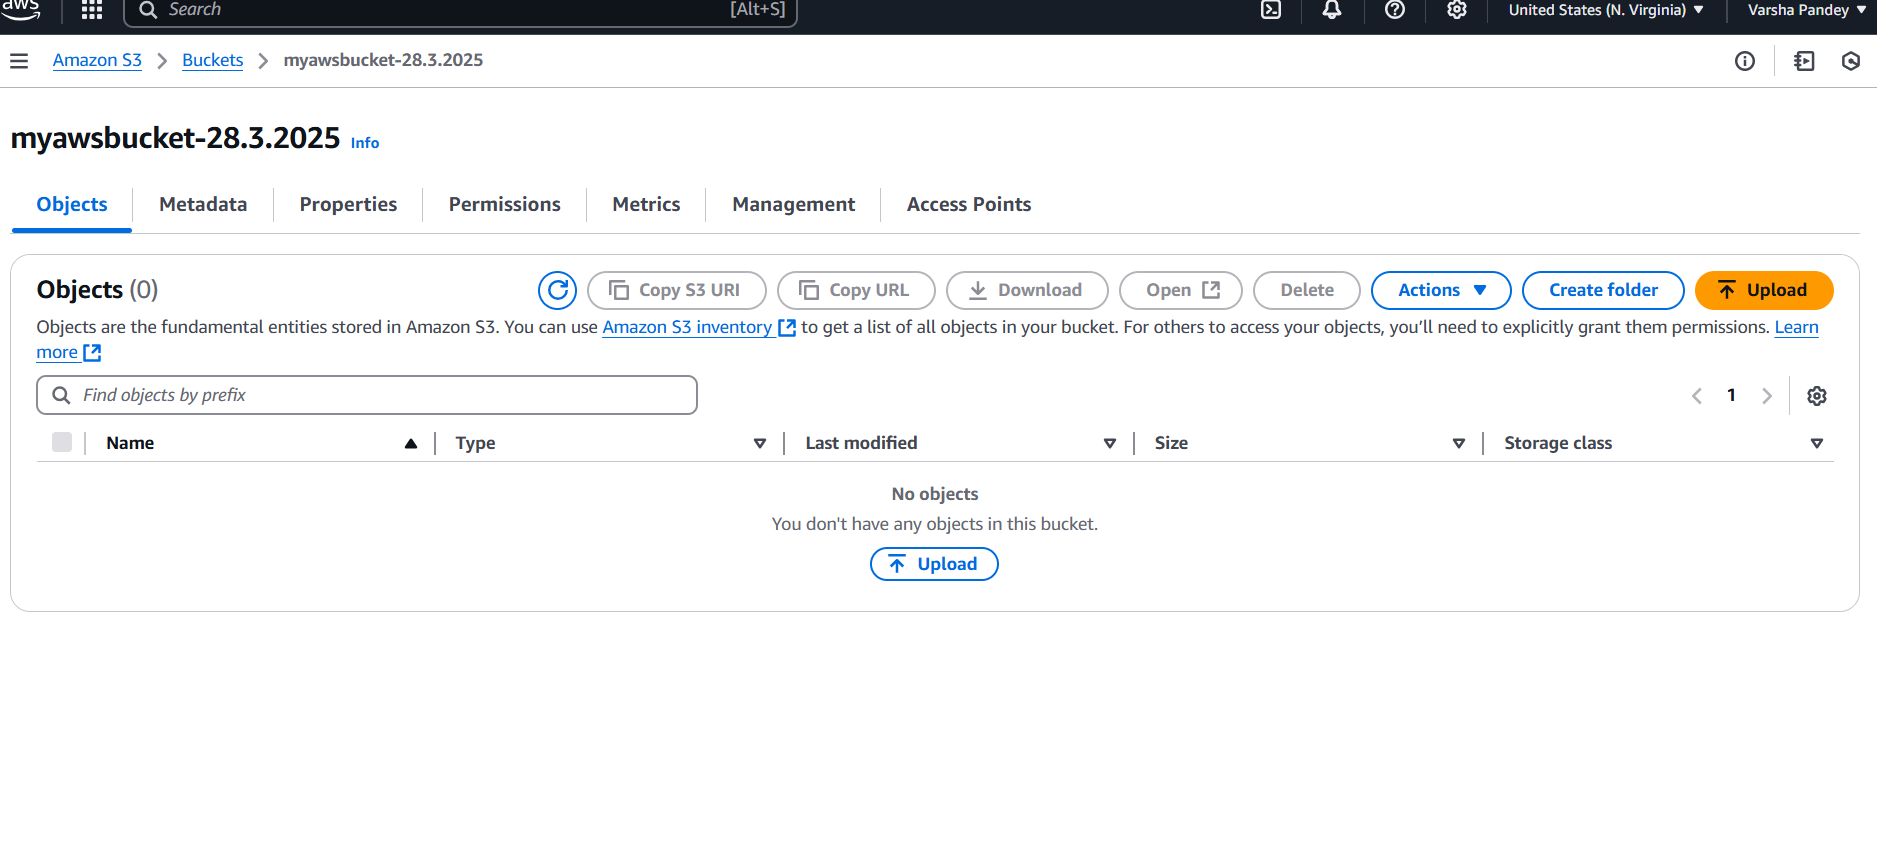 aws Search [Alt+S] United States (N. Virginia) Varsha Pandey
Amazon S3 Buckets myawsbucket-28.3.2025
myawsbucket-28.3.2025 Info
Objects Metadata Properties Permissions Metrics Management Access Points
Objects (0) Copy S3 URI Copy URL Download Open Delete Actions Create folder Upload
Objects are the fundamental entities stored in Amazon S3. You can use Amazon S3 inventory to get a list of all objects in your bucket. For others to access your objects, you’ll need to explicitly grant them permissions. Learn
more
Find objects by prefix 1
Name Type Last modified Size Storage class
No objects
You don't have any objects in this bucket.
Upload